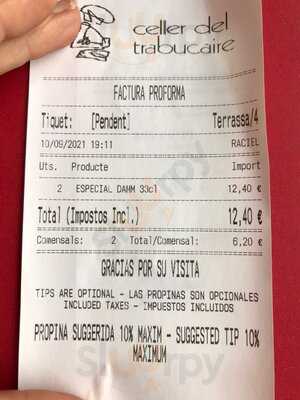 celler del
trabucaire
FACTURA PROFORMA
Tiquet: [Pendent] Terrassa/4
10/09/2021 19:11 RACIEL
Uts. Producte Import
2 ESPECIAL DAMM 33cl 12,40 €
Total (Impostos Incl.) 12,40 €
Comensals: 2 Total/Comensal: 6,20 €
GRACIAS POR SU VISITA
TIPS ARE OPTIONAL - LAS PROPINAS SON OPCIONALES
INCLUDED TAXES - IMPUESTOS INCLUIDOS
PROPINA SUGGERIDA 10% MAXIM - SUGGESTED TIP 10%
MAXIMUM